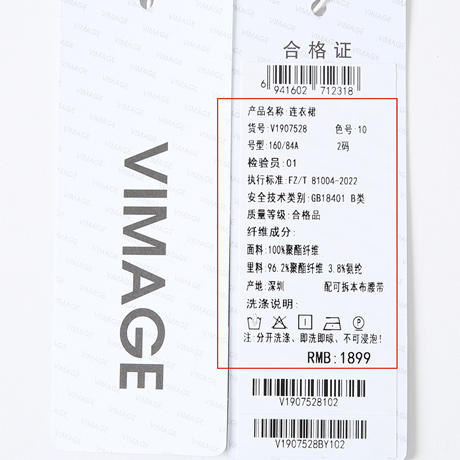 VIMAGE
合格证
6 941602 712318
产品名称:连衣裙
货号:V1907528 色号:10
号型:160/84A 2码
检验员:01
执行标准:FZ/T 81004-2022
安全技术类别:GB18401 B类
质量等级:合格品
纤维成分:
面料:100%聚酯纤维
里料:96.2%聚酯纤维 3.8%氨纶
产地:深圳 配可拆本布腰带
洗涤说明:
注:分开洗涤、即洗即晾、不可浸泡!
RMB:1899
V1907528102
V1907528BY102